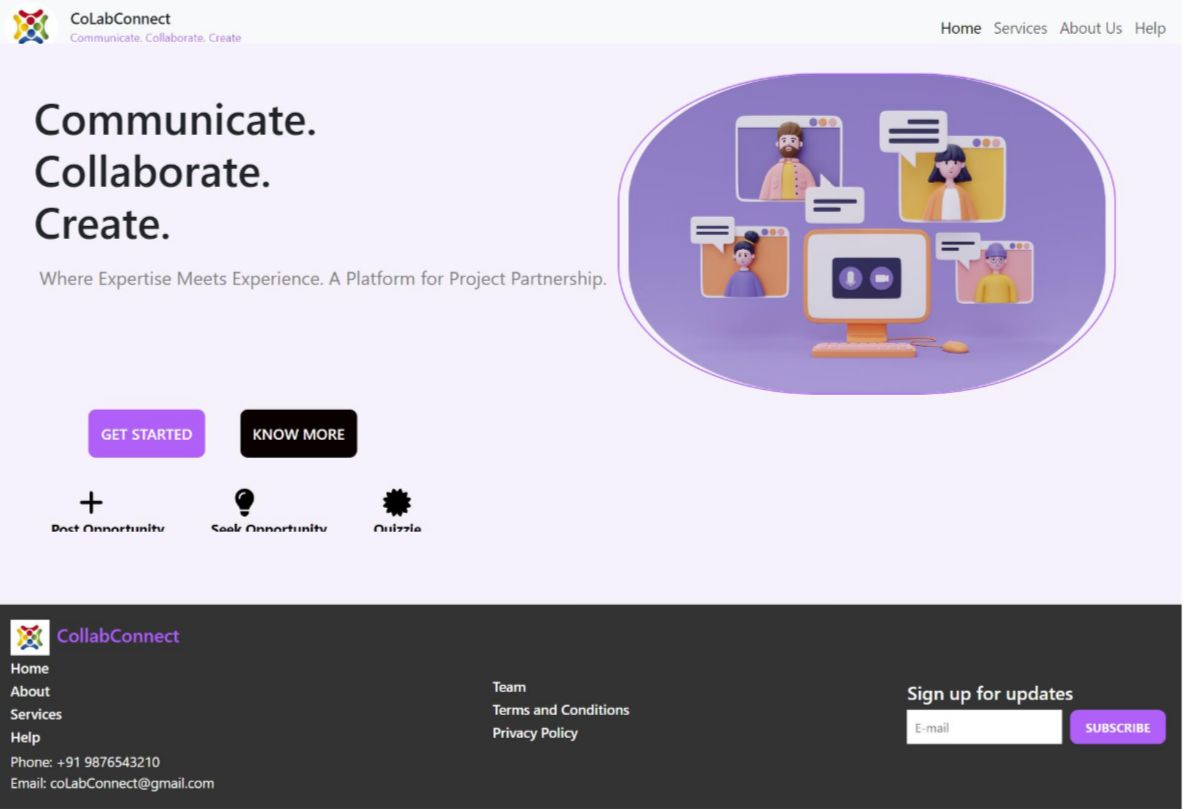 CoLabConnect
Communicate. Collaborate. Create
Home Services About Us Help
Communicate.
Collaborate.
Create.
Where Expertise Meets Experience. A Platform for Project Partnership.
GET STARTED KNOW MORE
Post Opportunity Seek Opportunity Quizzie
CollabConnect
Home
About
Services
Help
Phone: +91 9876543210
Email: coLabConnect@gmail.com
Team
Terms and Conditions
Privacy Policy
Sign up for updates
E-mail SUBSCRIBE